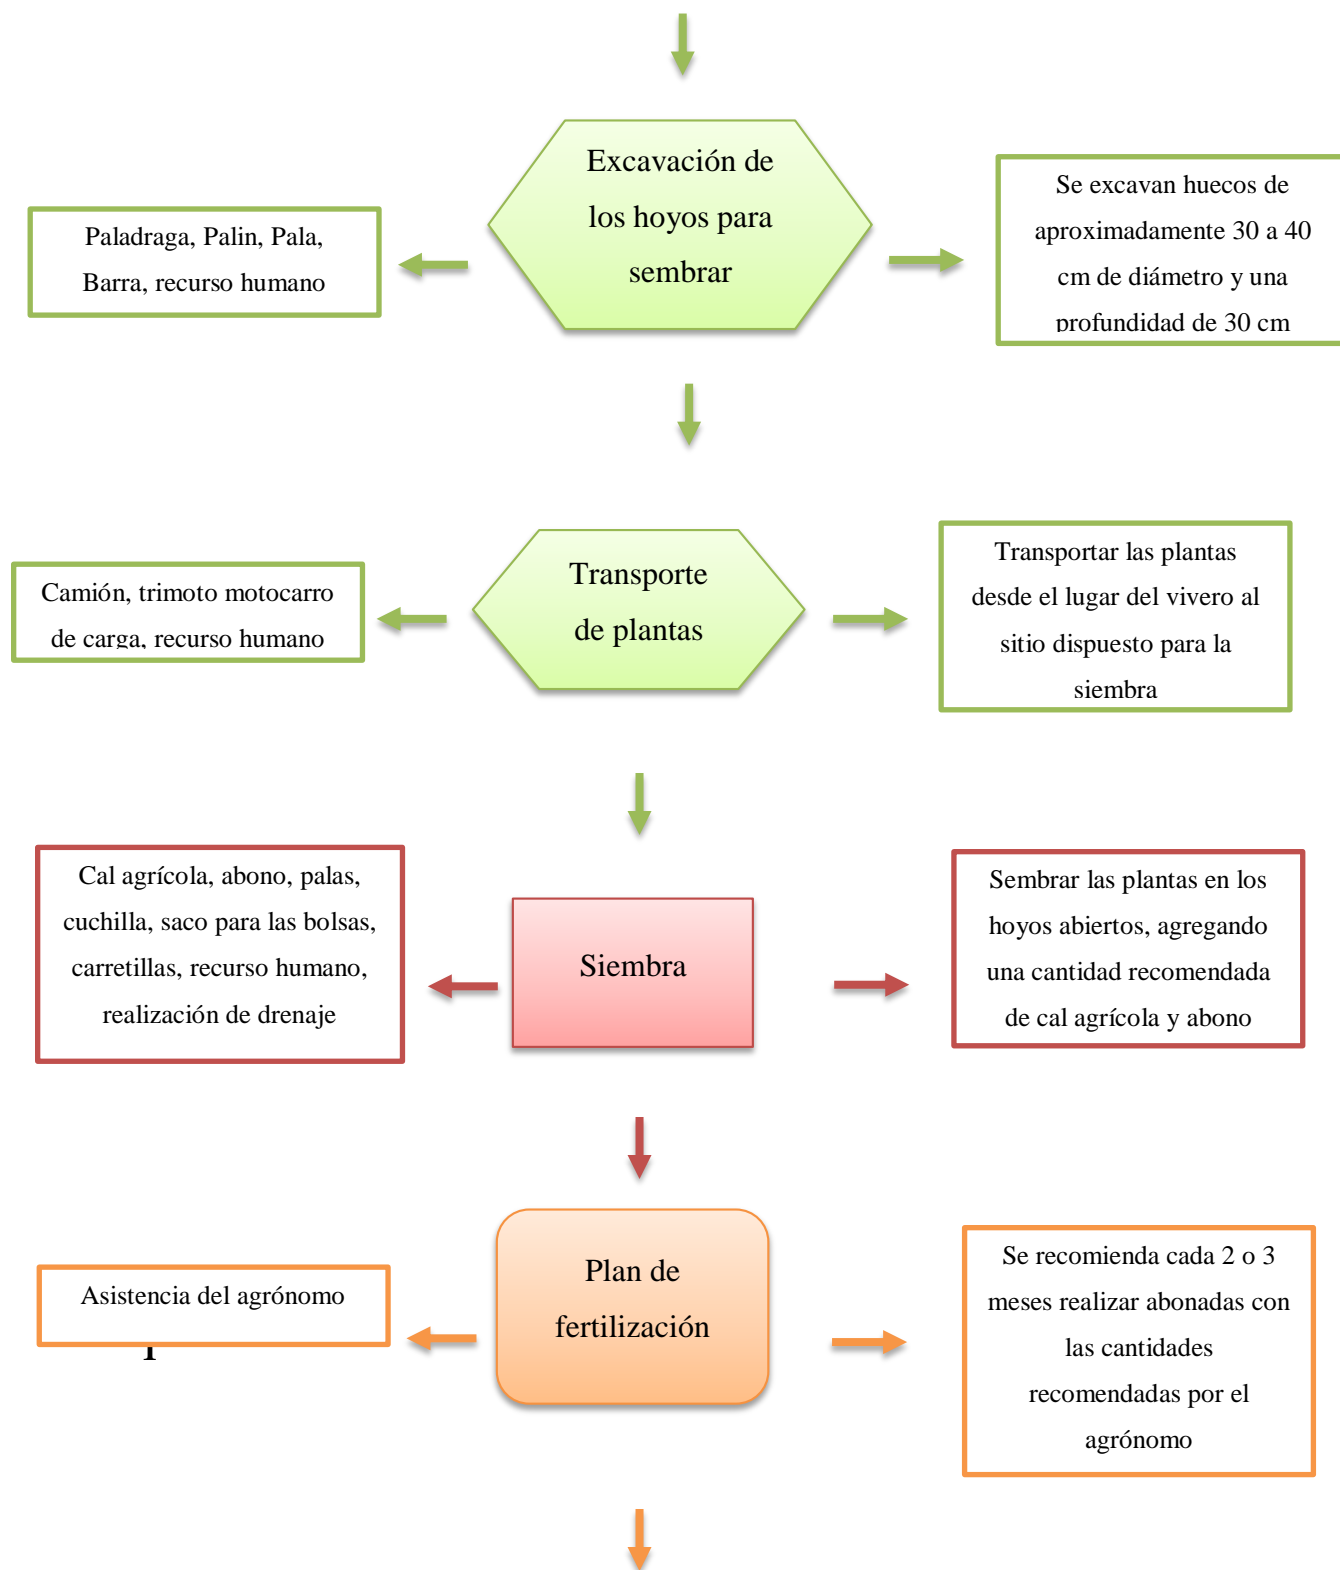 Excavación de
los hoyos para
sembrar
Paladraga, Palin, Pala,
Barra, recurso humano
Se excavan huecos de
aproximadamente 30 a 40
cm de diámetro y una
profundidad de 30 cm
Transporte
de plantas
Camión, trimoto motocarro
de carga, recurso humano
Transportar las plantas
desde el lugar del vivero al
sitio dispuesto para la
siembra
Siembra
Cal agrícola, abono, palas,
cuchilla, saco para las bolsas,
carretillas, recurso humano,
realización de drenaje
Sembrar las plantas en los
hoyos abiertos, agregando
una cantidad recomendada
de cal agrícola y abono
Plan de
fertilización
Asistencia del agrónomo
Se recomienda cada 2 o 3
meses realizar abonadas con
las cantidades
recomendadas por el
agrónomo